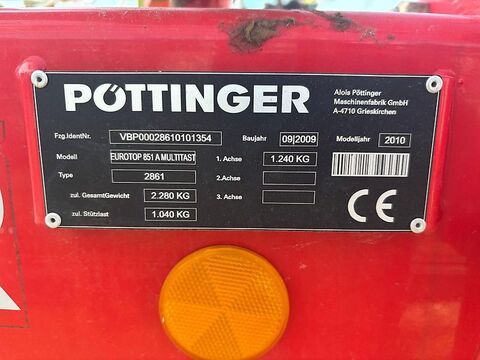 PÖTTINGER
Alois Pöttinger
Maschinenfabrik GmbH
A-4710 Grieskirchen
Fzg.IdentNr. VBP00028610101354 Baujahr 09|2009 Modelljahr 2010
Modell EUROTOP 851 A MULTITAST 1. Achse 1.240 KG
Type 2861 2.Achse
zul. GesamtGewicht 2.280 KG 3. Achse
zul. Stützlast 1.040 KG
CE